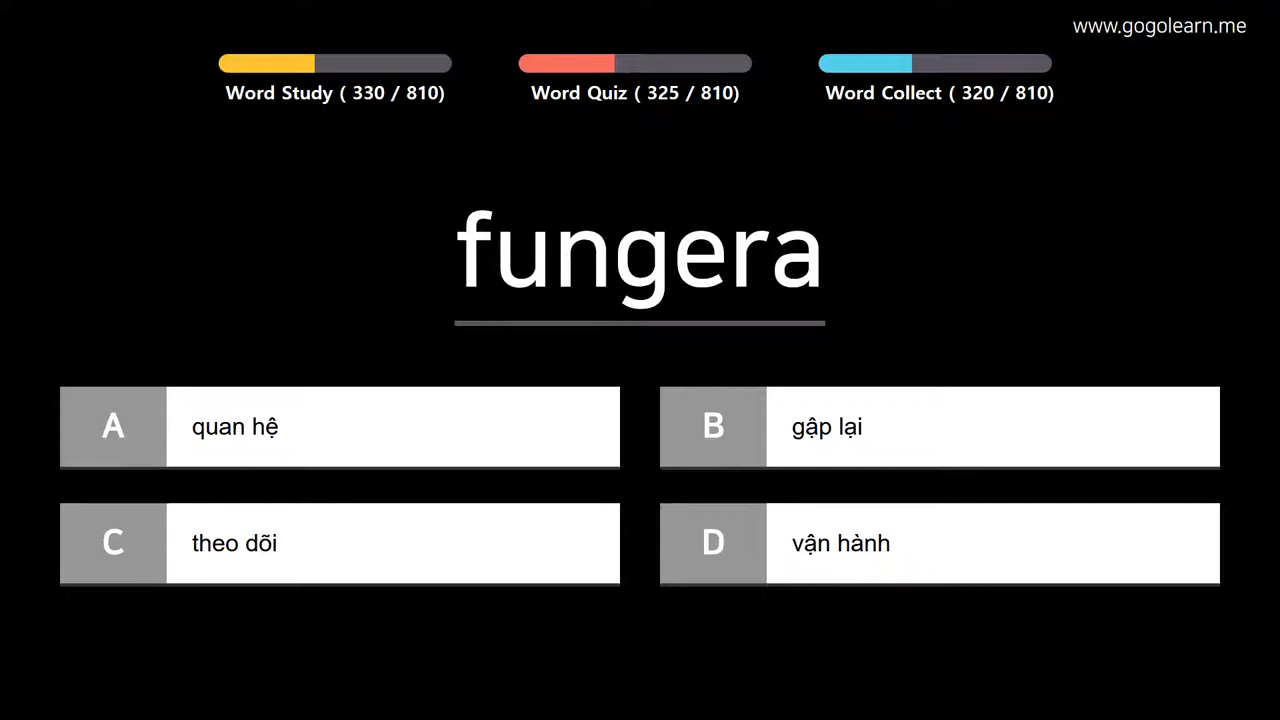 www.gogolearn.me
Word Study ( 330 / 810)
Word Quiz ( 325 / 810)
Word Collect ( 320 / 810)
fungera
A quan hệ
B gập lại
C theo dõi
D vận hành